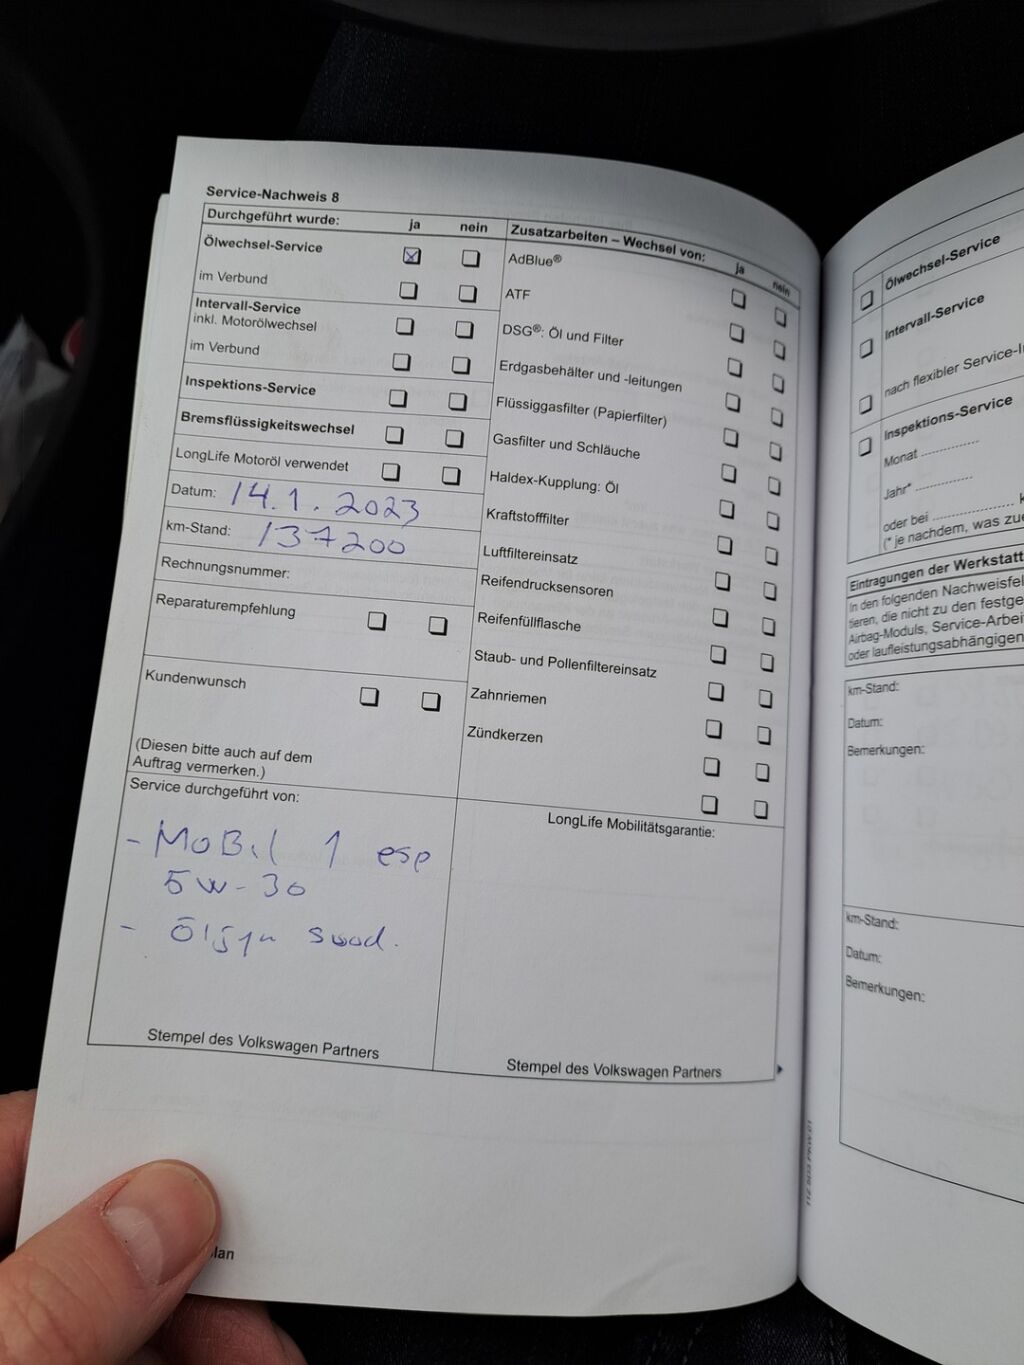 Service-Nachweis 8
Durchgeführt wurde: ja nein
Ölwechsel-Service
im Verbund
Intervall-Service
inkl. Motorölwechsel
im Verbund
Inspektions-Service
Bremsflüssigkeitswechsel
LongLife Motoröl verwendet
Datum: 14.1.2023
km-Stand: 137200
Rechnungsnummer:
Reparaturempfehlung
Kundenwunsch
(Diesen bitte auch auf dem
Auftrag vermerken.)
Service durchgeführt von:
- MOBil 1 esp
5W-30
-
Stempel des Volkswagen Partners
Zusatzarbeiten – Wechsel von: ja nein
AdBlue®
ATF
DSG®: Öl und Filter
Erdgasbehälter und -leitungen
Flüssiggasfilter (Papierfilter)
Gasfilter und Schläuche
Haldex-Kupplung: Öl
Kraftstofffilter
Luftfiltereinsatz
Reifendrucksensoren
Reifenfüllflasche
Staub- und Pollenfiltereinsatz
Zahnriemen
Zündkerzen
LongLife Mobilitätsgarantie:
Stempel des Volkswagen Partners
lan
Ölwechsel-Service
Intervall-Service
nach flexibler Service-I
Inspektions-Service
Monat ...............
Jahr* ...............
oder bei ...................... k
(* je nachdem, was zue
Eintragungen der Werkstatt
In den folgenden Nachweisfel
tieren, die nicht zu den festge
Airbag-Moduls, Service-Arbei
oder laufleistungsabhängigen
km-Stand:
Datum:
Bemerkungen:
km-Stand:
Datum:
Bemerkungen: